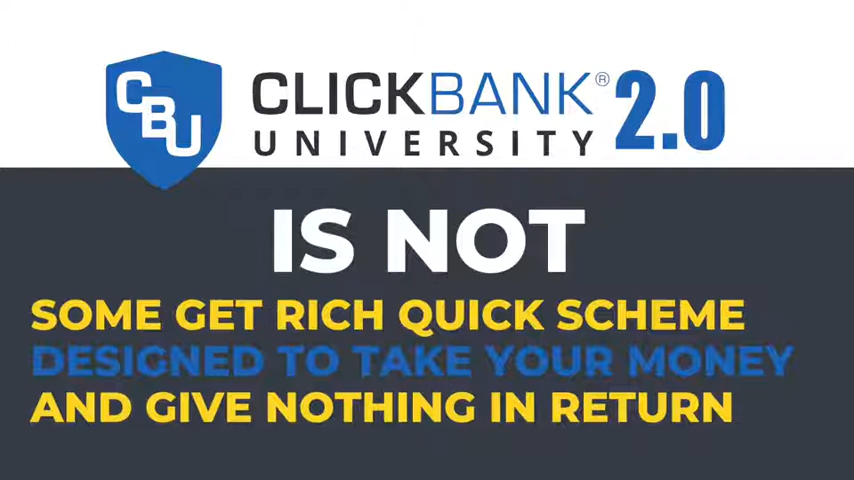 CBU
CLICKBANK® 2.0
UNIVERSITY
IS NOT
SOME GET RICH QUICK SCHEME
DESIGNED TO TAKE YOUR MONEY
AND GIVE NOTHING IN RETURN